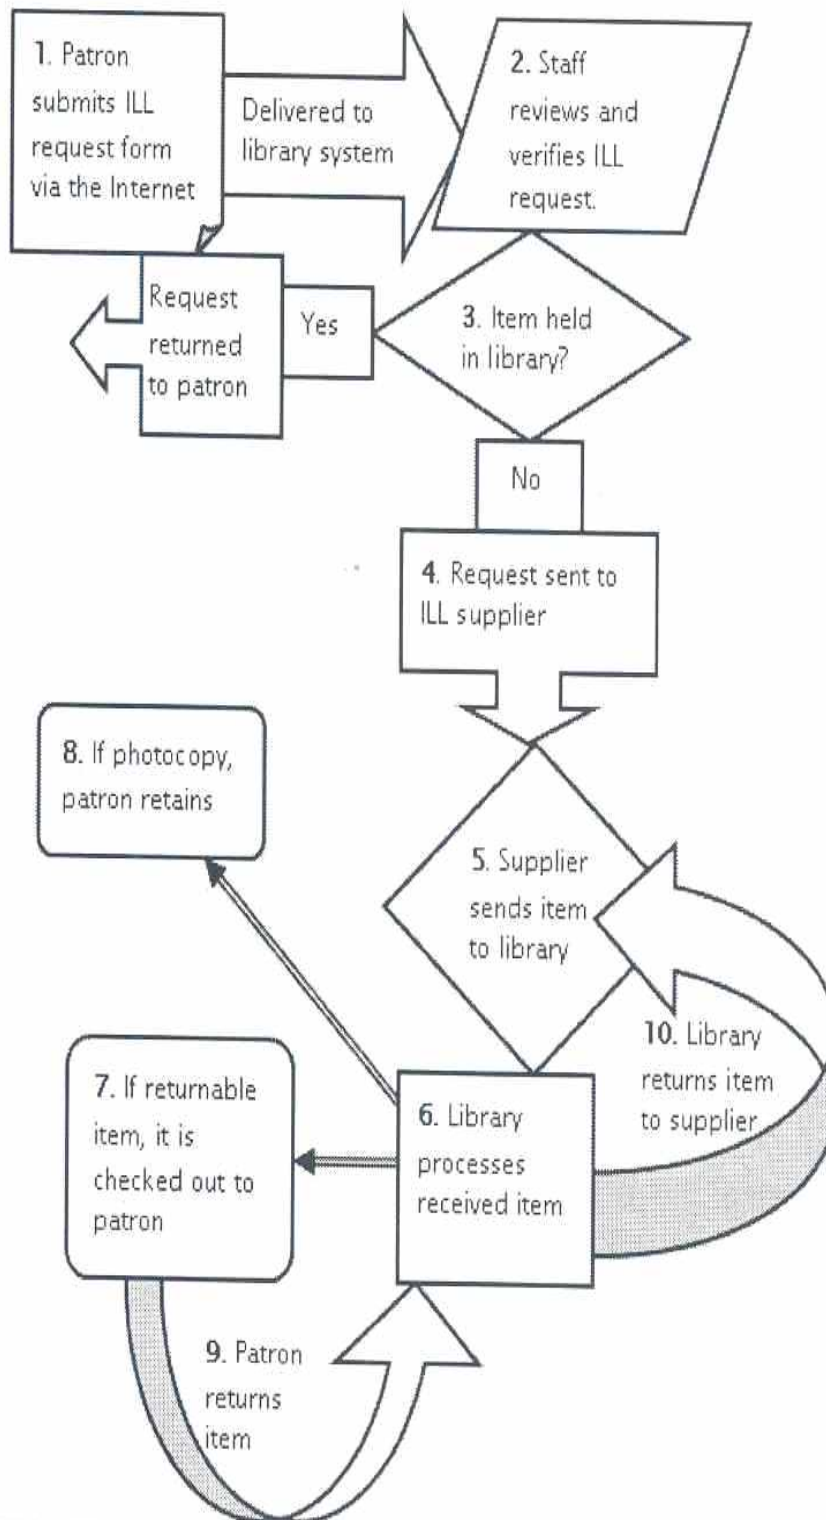 1. Patron
submits ILL
request form
via the Internet
Delivered to
library system
2. Staff
reviews and
verifies ILL
request.
3. Item held
in library?
Yes
Request
returned
to patron
No
4. Request sent to
ILL supplier
5. Supplier
sends item
to library
6. Library
processes
received item
7. If returnable
item, it is
checked out to
patron
8. If photocopy,
patron retains
9. Patron
returns
item
10. Library
returns item
to supplier